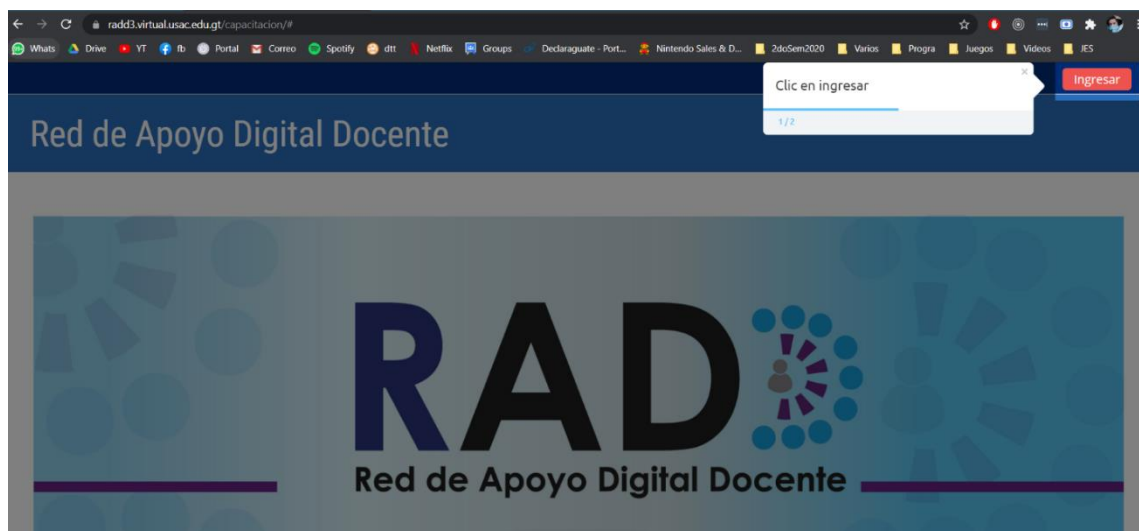 radd3.virtual.usac.edu.gt/capacitacion/#
Whats Drive YT fb Portal Correo Spotify dtt Netflix Groups Declaraguate - Port... Nintendo Sales & D... 2doSem2020 Varios Progra Juegos Videos JES
Clic en ingresar
Ingresar
1/2
Red de Apoyo Digital Docente
RADD
Red de Apoyo Digital Docente